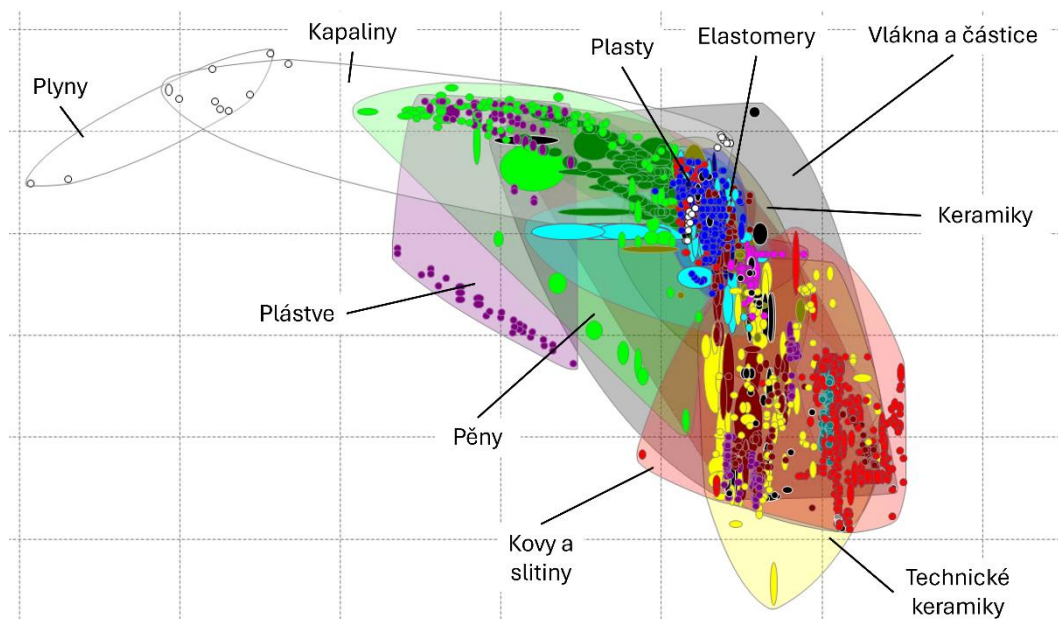 Plyny
Kapaliny
Plasty
Elastomery
Vlákna a částice
Keramiky
Plástve
Pěny
Kovy a
slitiny
Technické
keramiky